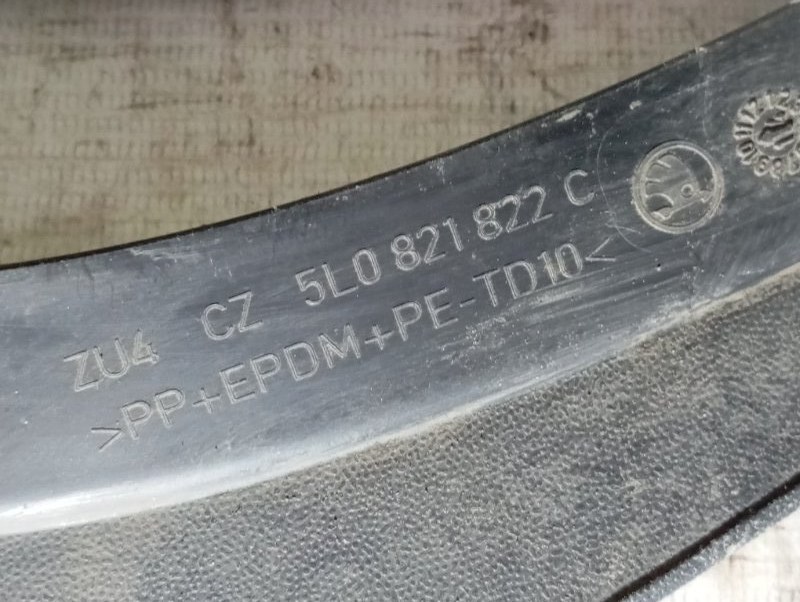 ZU4 CZ 5L0 821 822 C
>PP+EPDM+PE-TD10<